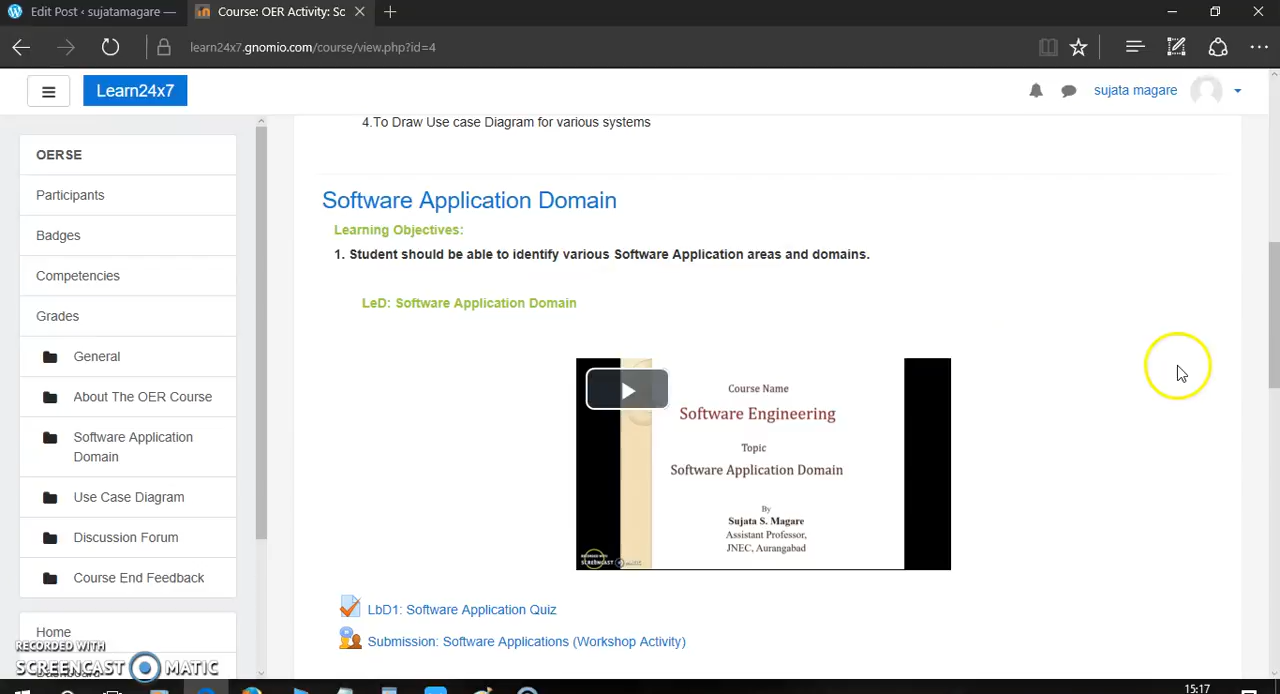 Edit Post ‹ sujatamagare —
Course: OER Activity: Sc
learn24x7.gnomio.com/course/view.php?id=4
Learn24x7
sujata magare
4.To Draw Use case Diagram for various systems
OERSE
Participants
Badges
Competencies
Grades
General
About The OER Course
Software Application
Domain
Use Case Diagram
Discussion Forum
Course End Feedback
Home
Software Application Domain
Learning Objectives:
1. Student should be able to identify various Software Application areas and domains.
LeD: Software Application Domain
Course Name
Software Engineering
Topic
Software Application Domain
By
Sujata S. Magare
Assistant Professor,
JNEC, Aurangabad
RECORDED WITH
SCREENCAST MATIC
LbD1: Software Application Quiz
Submission: Software Applications (Workshop Activity)
RECORDED WITH
SCREENCAST MATIC
15:17